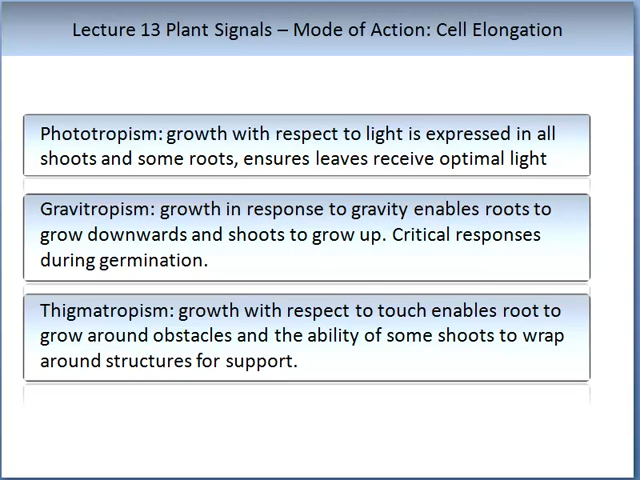 Lecture 13 Plant Signals – Mode of Action: Cell Elongation
Phototropism: growth with respect to light is expressed in all
shoots and some roots, ensures leaves receive optimal light
Gravitropism: growth in response to gravity enables roots to
grow downwards and shoots to grow up. Critical responses
during germination.
Thigmatropism: growth with respect to touch enables root to
grow around obstacles and the ability of some shoots to wrap
around structures for support.